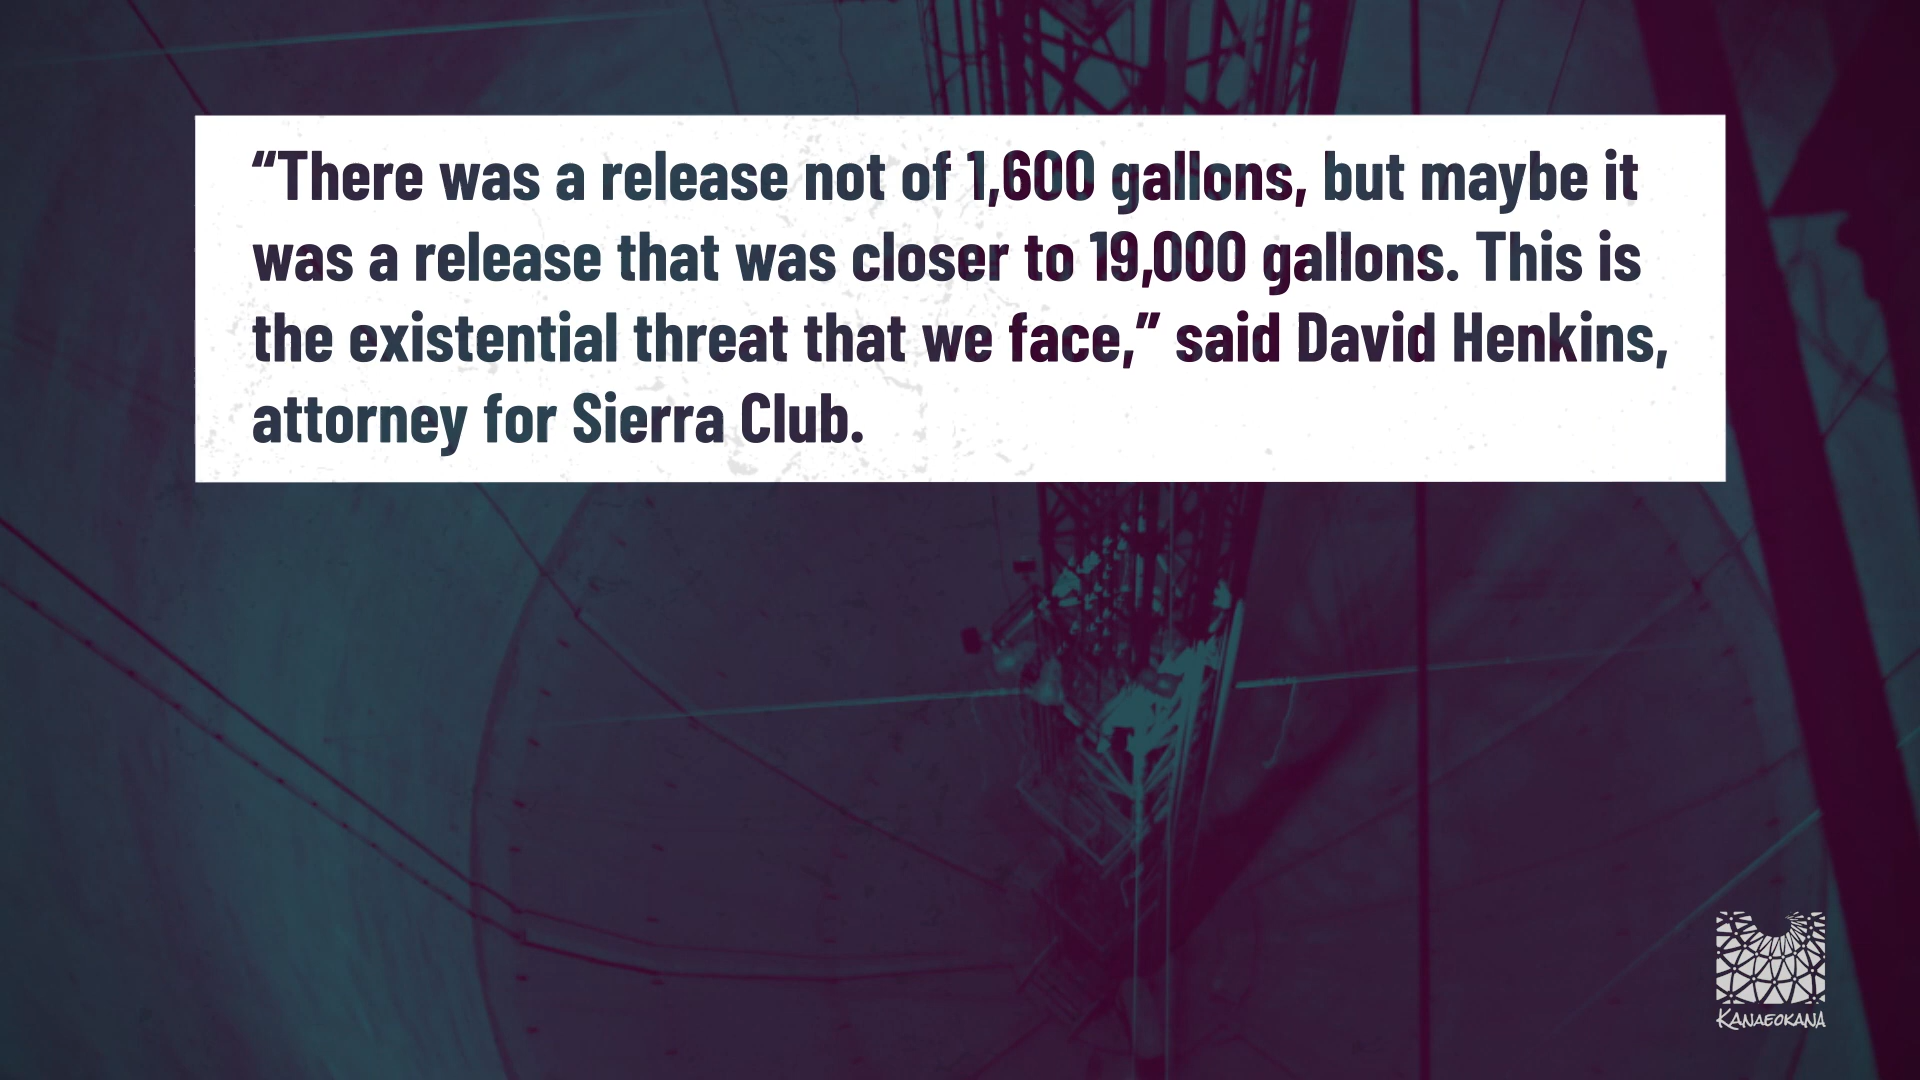 “There was a release not of 1,600 gallons, but maybe it
was a release that was closer to 19,000 gallons. This is
the existential threat that we face,” said David Henkins,
attorney for Sierra Club.
KANAEOKANA